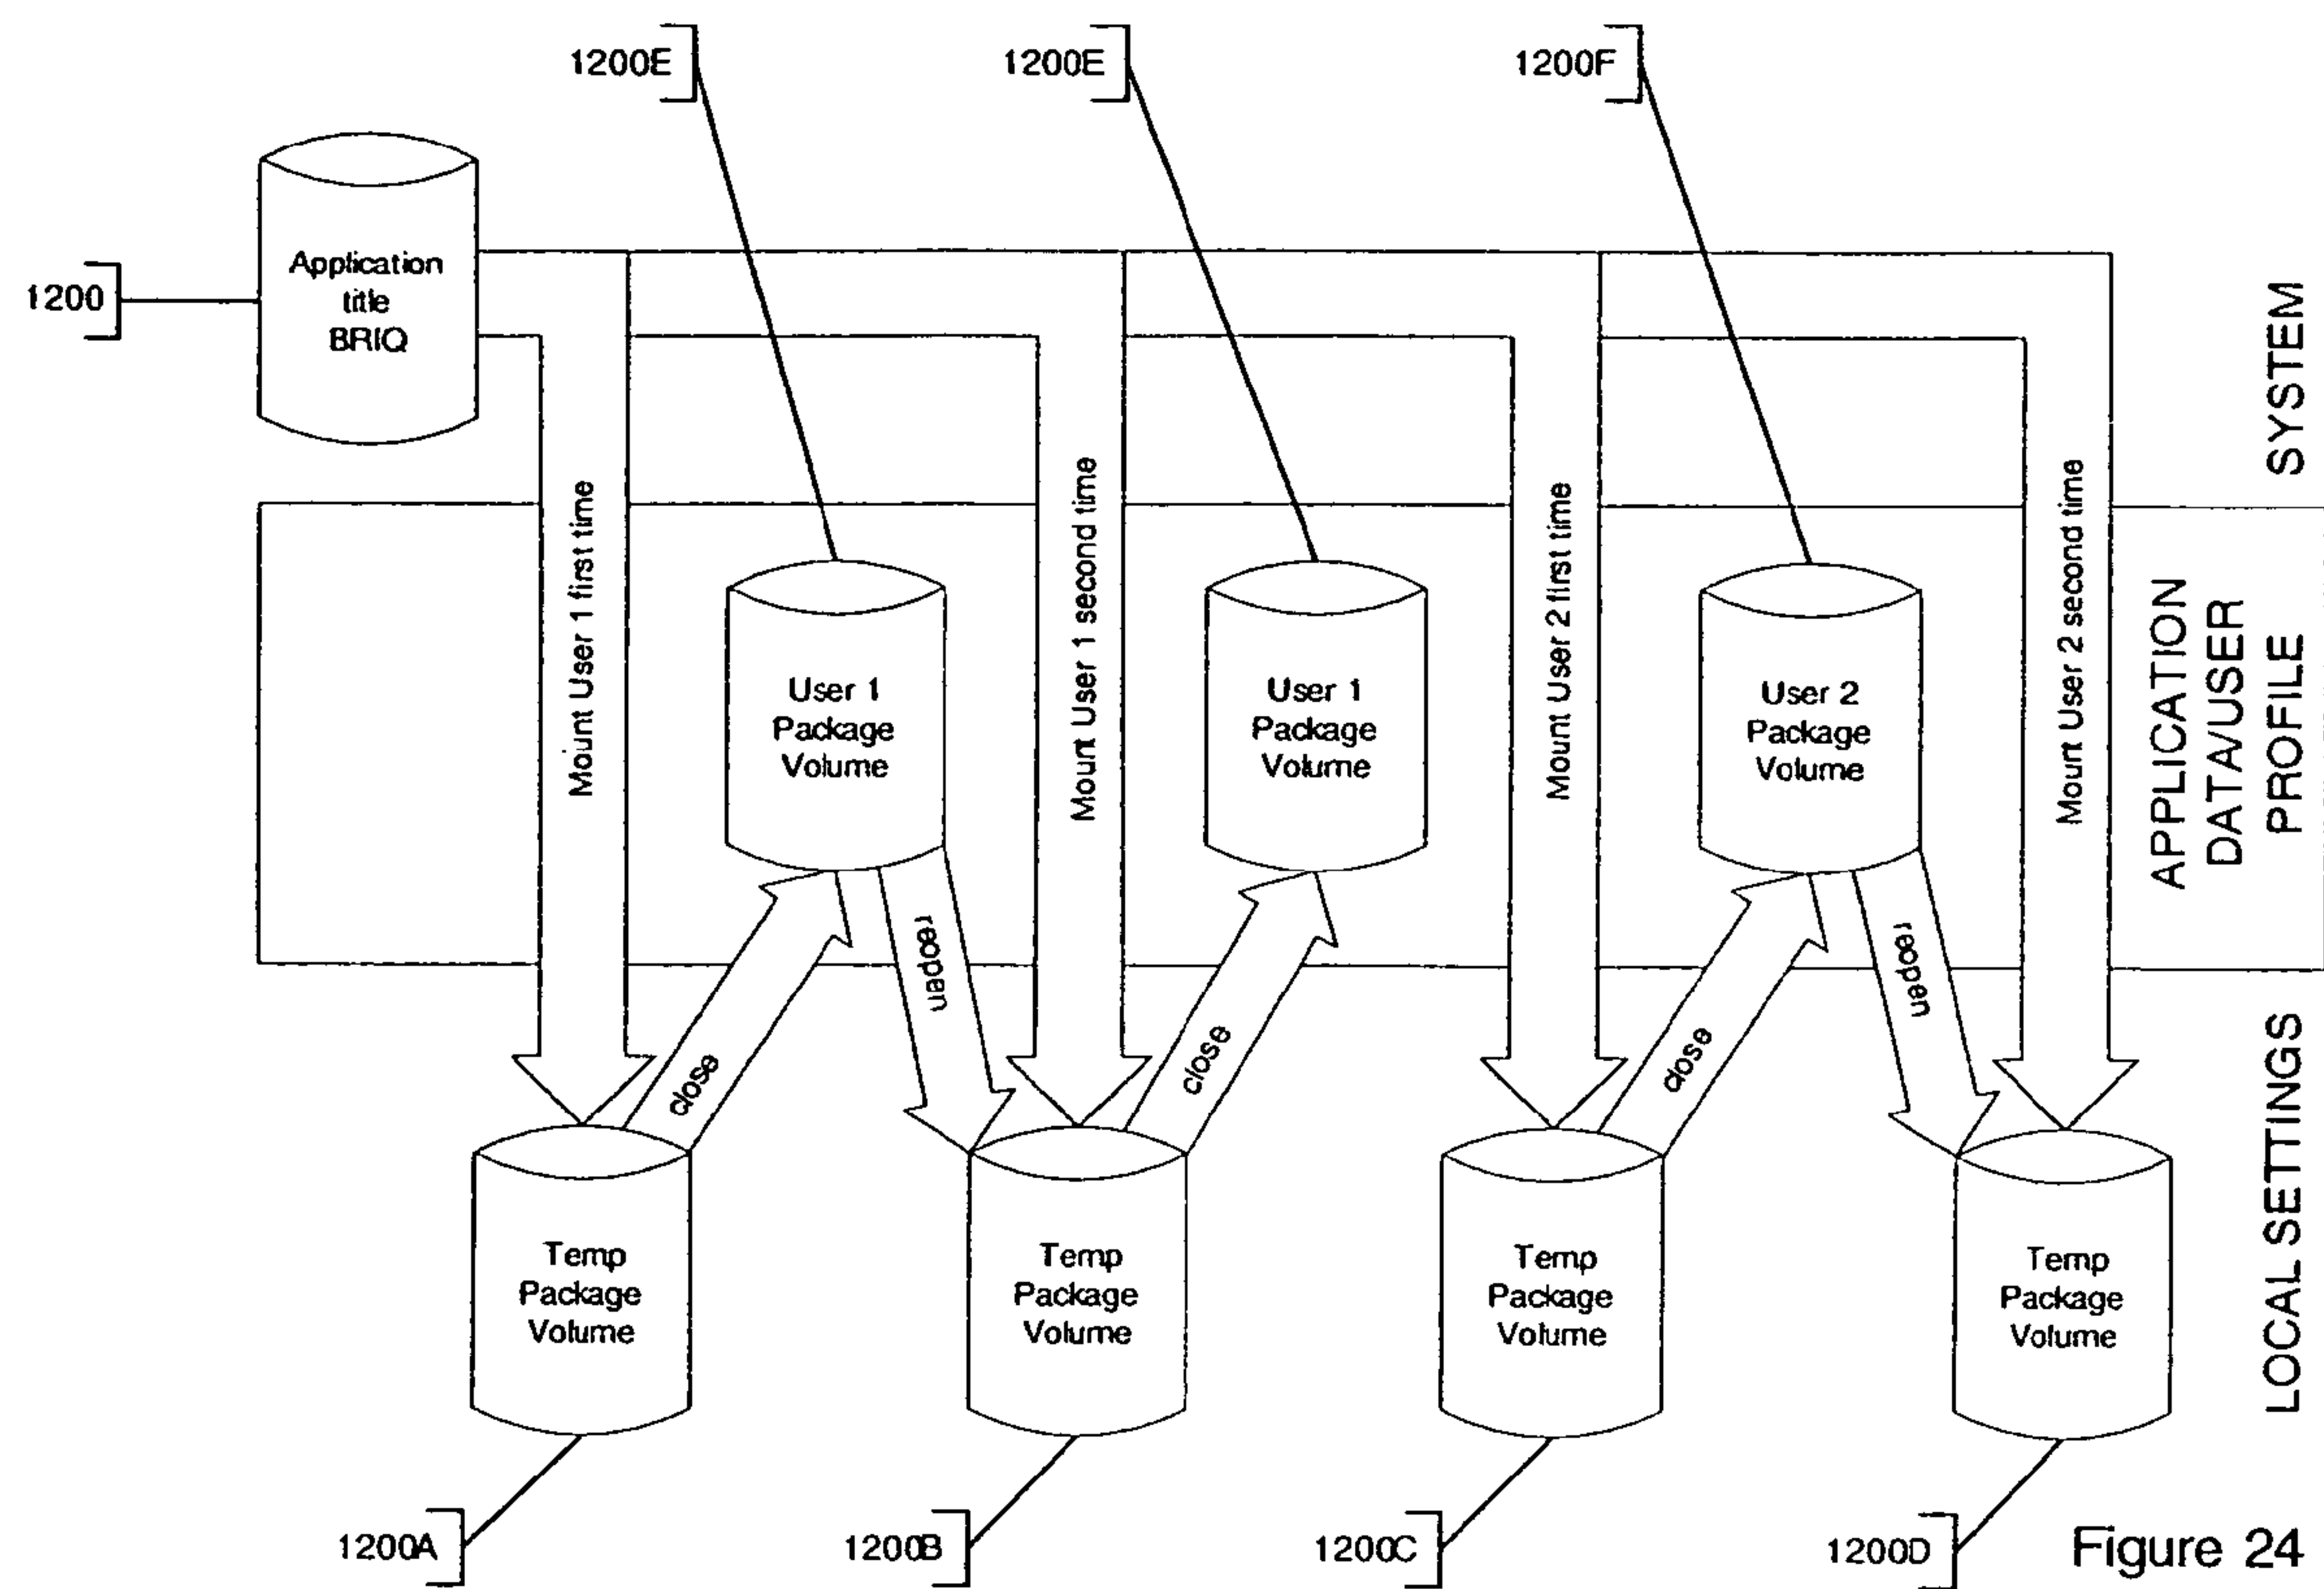 1200E
1200E
1200F
1200
Application
title
BRIQ
SYSTEM
Mount User 1 first time
Mount User 1 second time
Mount User 2 first time
Mount User 2 second time
User 1
Package
Volume
User 1
Package
Volume
User 2
Package
Volume
APPLICATION
DATA/USER
PROFILE
close
reopen
close
close
reopen
LOCAL SETTINGS
Temp
Package
Volume
Temp
Package
Volume
Temp
Package
Volume
Temp
Package
Volume
1200A
1200B
1200C
1200D
Figure 24